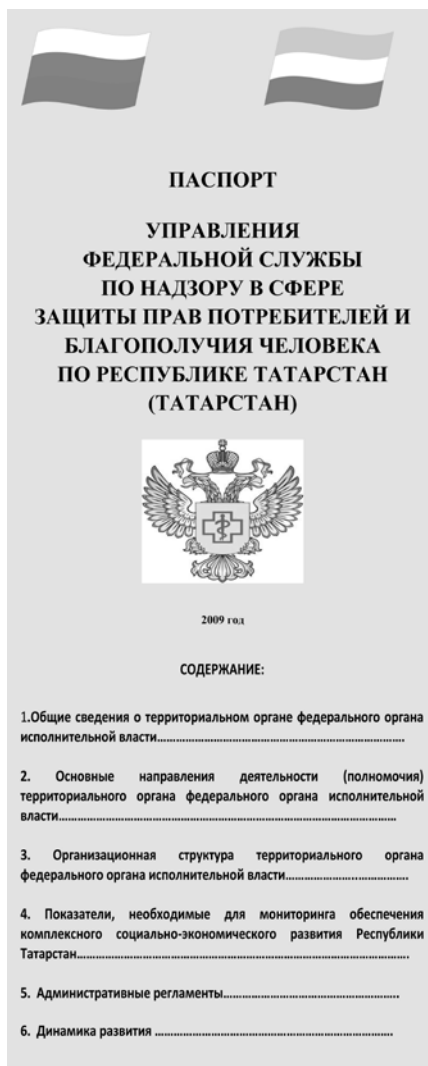 ПАСПОРТ
УПРАВЛЕНИЯ
ФЕДЕРАЛЬНОЙ СЛУЖБЫ
ПО НАДЗОРУ В СФЕРЕ
ЗАЩИТЫ ПРАВ ПОТРЕБИТЕЛЕЙ И
БЛАГОПОЛУЧИЯ ЧЕЛОВЕКА
ПО РЕСПУБЛИКЕ ТАТАРСТАН
(ТАТАРСТАН)
2009 год
СОДЕРЖАНИЕ:
1.Общие сведения о территориальном органе федерального органа
исполнительной власти……………………………………………………………………
2. Основные направления деятельности (полномочия)
территориального органа федерального органа исполнительной
власти………………………………………………………………………………………………
3. Организационная структура территориального органа
федерального органа исполнительной власти…………………..……………
4. Показатели, необходимые для мониторинга обеспечения
комплексного социально-экономического развития Республики
Татарстан……………………………………………………………………………………………
5. Административные регламенты………………………………………………..
6. Динамика развития …………………………………………………………………